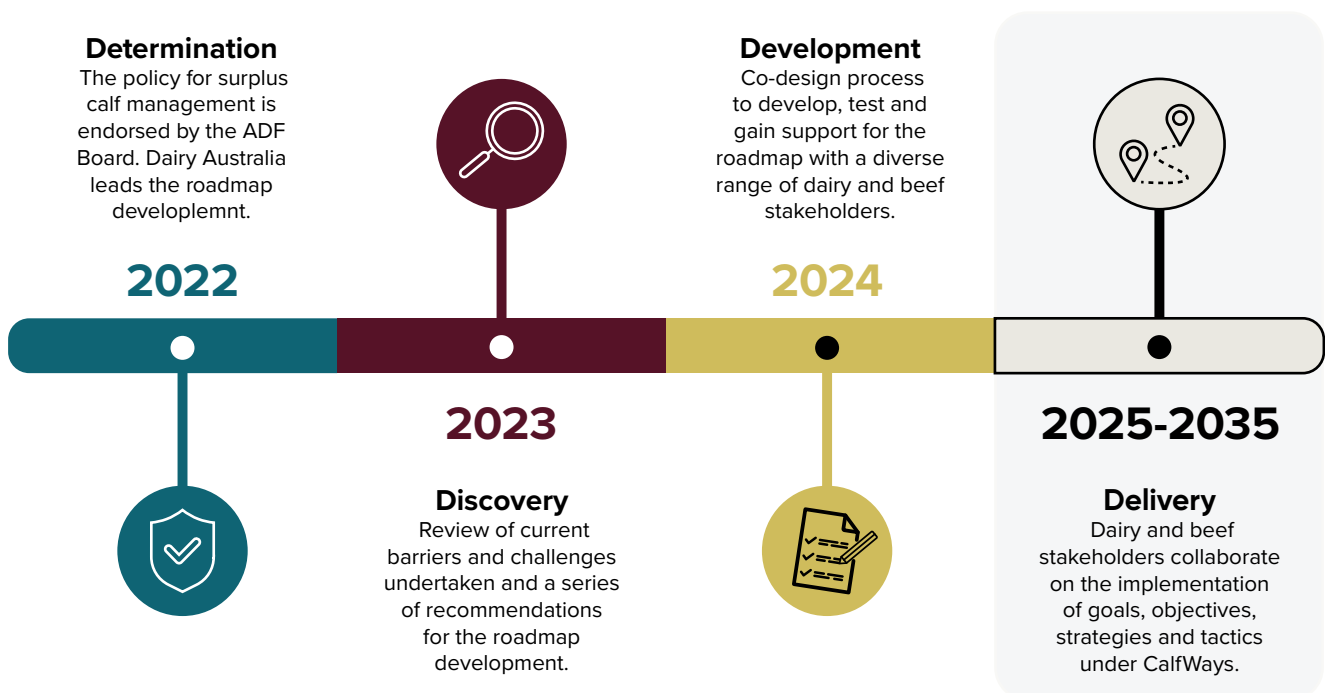 Determination
The policy for surplus
calf management is
endorsed by the ADF
Board. Dairy Australia
leads the roadmap
developlemnt.
2022
2023
Discovery
Review of current
barriers and challenges
undertaken and a series
of recommendations
for the roadmap
development.
Development
Co-design process
to develop, test and
gain support for the
roadmap with a diverse
range of dairy and beef
stakeholders.
2024
2025-2035
Delivery
Dairy and beef
stakeholders collaborate
on the implementation
of goals, objectives,
strategies and tactics
under CalfWays.